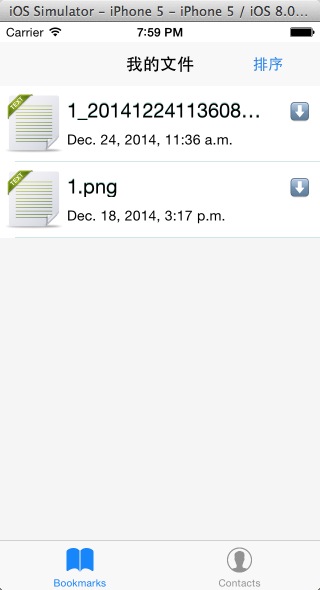 iOS Simulator – iPhone 5 – iPhone 5 / iOS 8.0...
Carrier 7:59 PM
我的文件 排序
TEXT
1_20141224113608...
Dec. 24, 2014, 11:36 a.m.
TEXT
1.png
Dec. 18, 2014, 3:17 p.m.
Bookmarks Contacts